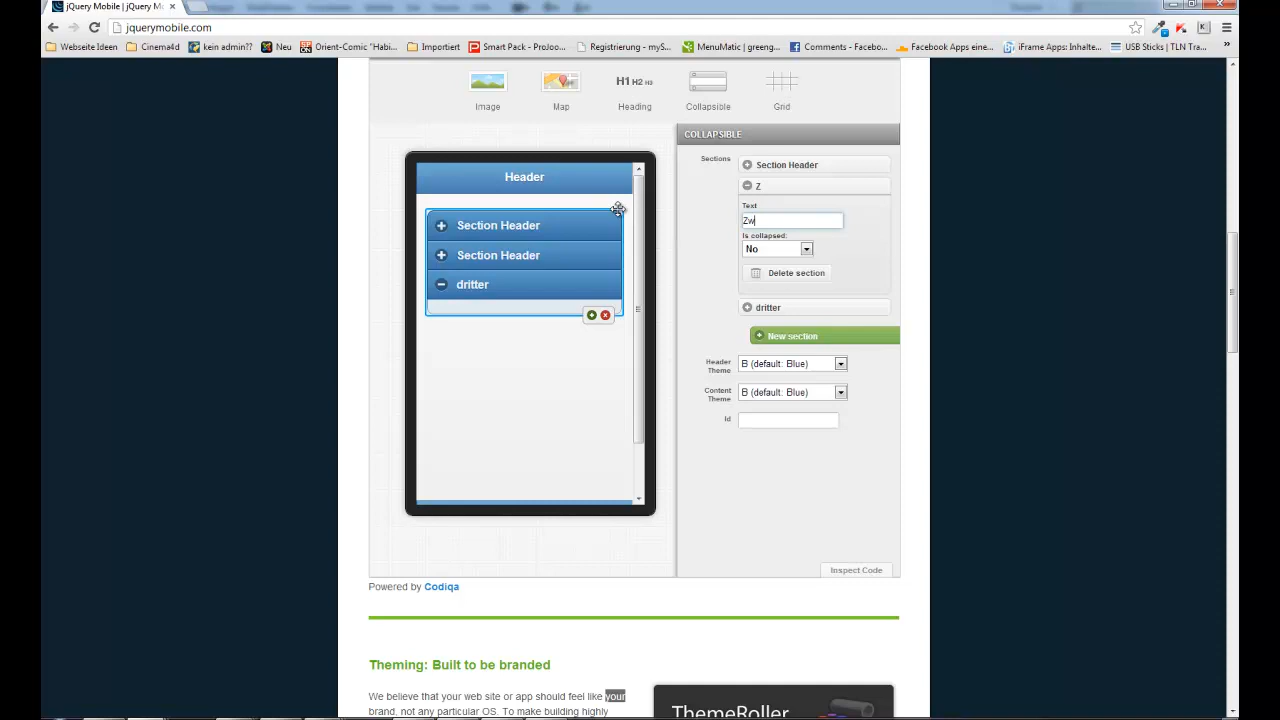 jQuery Mobile | jQuery Mo
jquerymobile.com
Webseite Ideen
Cinema4d
kein admin??
Neu
Orient-Comic "Habi...
Importiert
Smart Pack - ProJoo...
Registrierung - myS...
MenuMatic | greeng...
Comments - Facebo...
Facebook Apps eine...
iFrame Apps: Inhalte...
USB Sticks | TLN Tra...
»
H1 H2 H3
Image
Map
Heading
Collapsible
Grid
COLLAPSIBLE
Header
Section Header
Section Header
dritter
Sections
Section Header
Z
Text
Zw
Is collapsed:
No
Delete section
dritter
New section
Header Theme
B (default: Blue)
Content Theme
B (default: Blue)
Id
Inspect Code
Powered by Codiqa
Theming: Built to be branded
We believe that your web site or app should feel like your
brand, not any particular OS. To make building highly
ThemeRoller